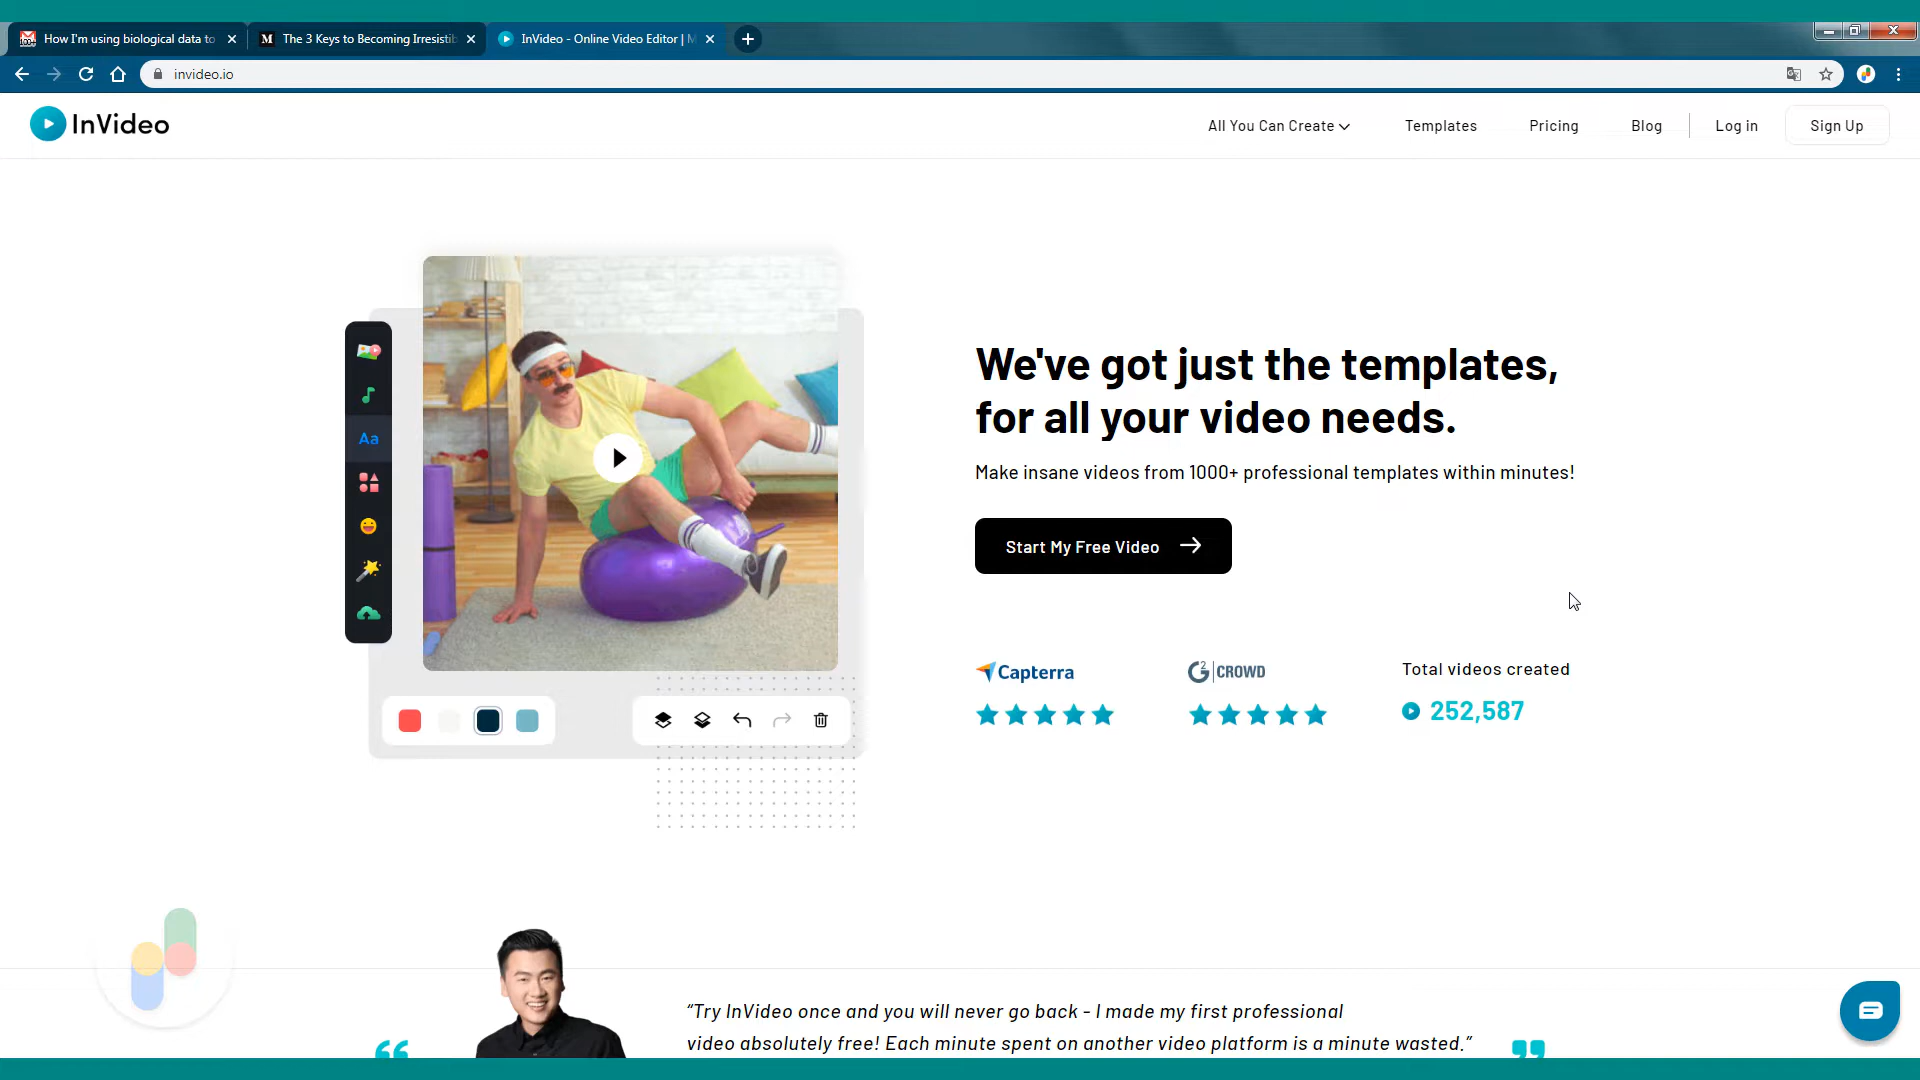 How I'm using biological data to
The 3 Keys to Becoming Irresistib
InVideo - Online Video Editor | M
invideo.io
InVideo
All You Can Create
Templates
Pricing
Blog
Log in
Sign Up
We've got just the templates,
for all your video needs.
Make insane videos from 1000+ professional templates within minutes!
Start My Free Video
Aa
Capterra
G2 CROWD
Total videos created
252,587
“Try InVideo once and you will never go back - I made my first professional
video absolutely free! Each minute spent on another video platform is a minute wasted.”